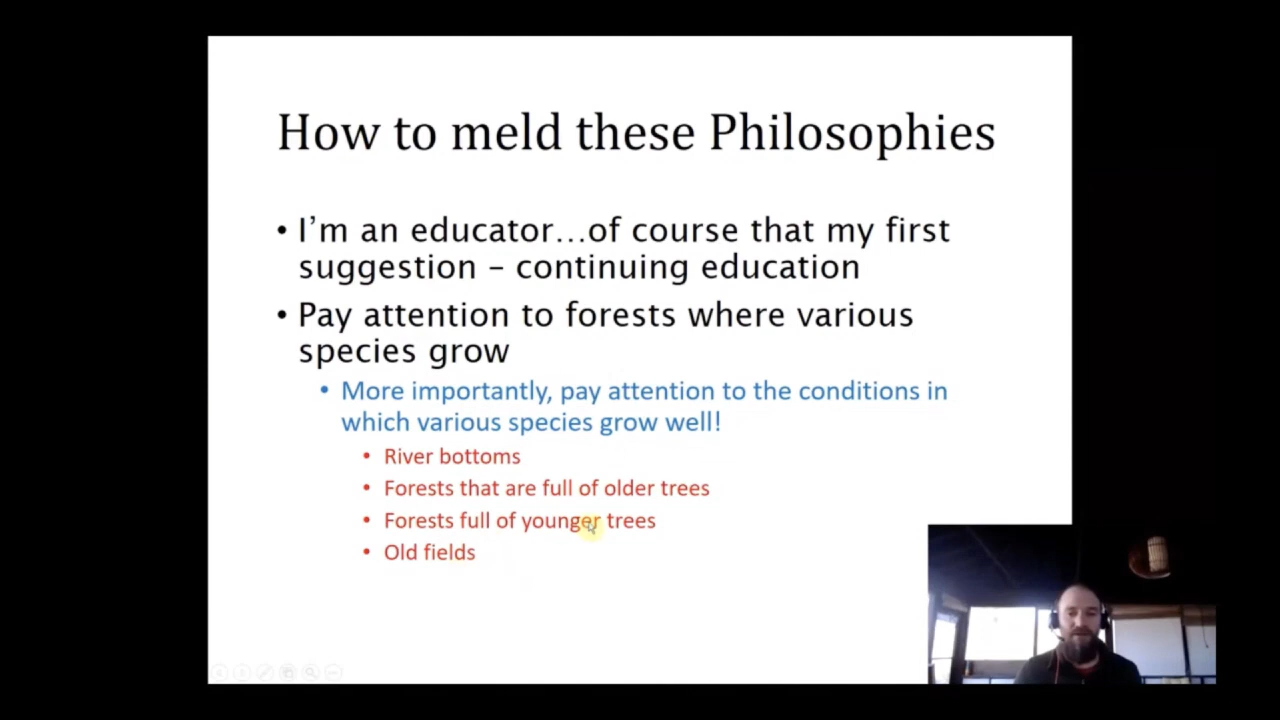 How to meld these Philosophies
• I'm an educator…of course that my first
suggestion – continuing education
• Pay attention to forests where various
species grow
• More importantly, pay attention to the conditions in
which various species grow well!
• River bottoms
• Forests that are full of older trees
• Forests full of younger trees
• Old fields